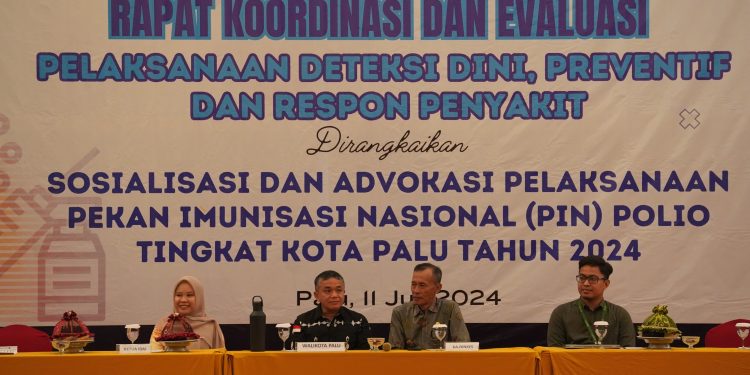 RAPAT KOORDINASI DAN EVALUASI
PELAKSANAAN DETEKSI DINI, PREVENTIF
DAN RESPON PENYAKIT
Dirangkaikan
SOSIALISASI DAN ADVOKASI PELAKSANAAN
PEKAN IMUNISASI NASIONAL (PIN) POLIO
TINGKAT KOTA PALU TAHUN 2024
11 2024
WALIKOTA PALU